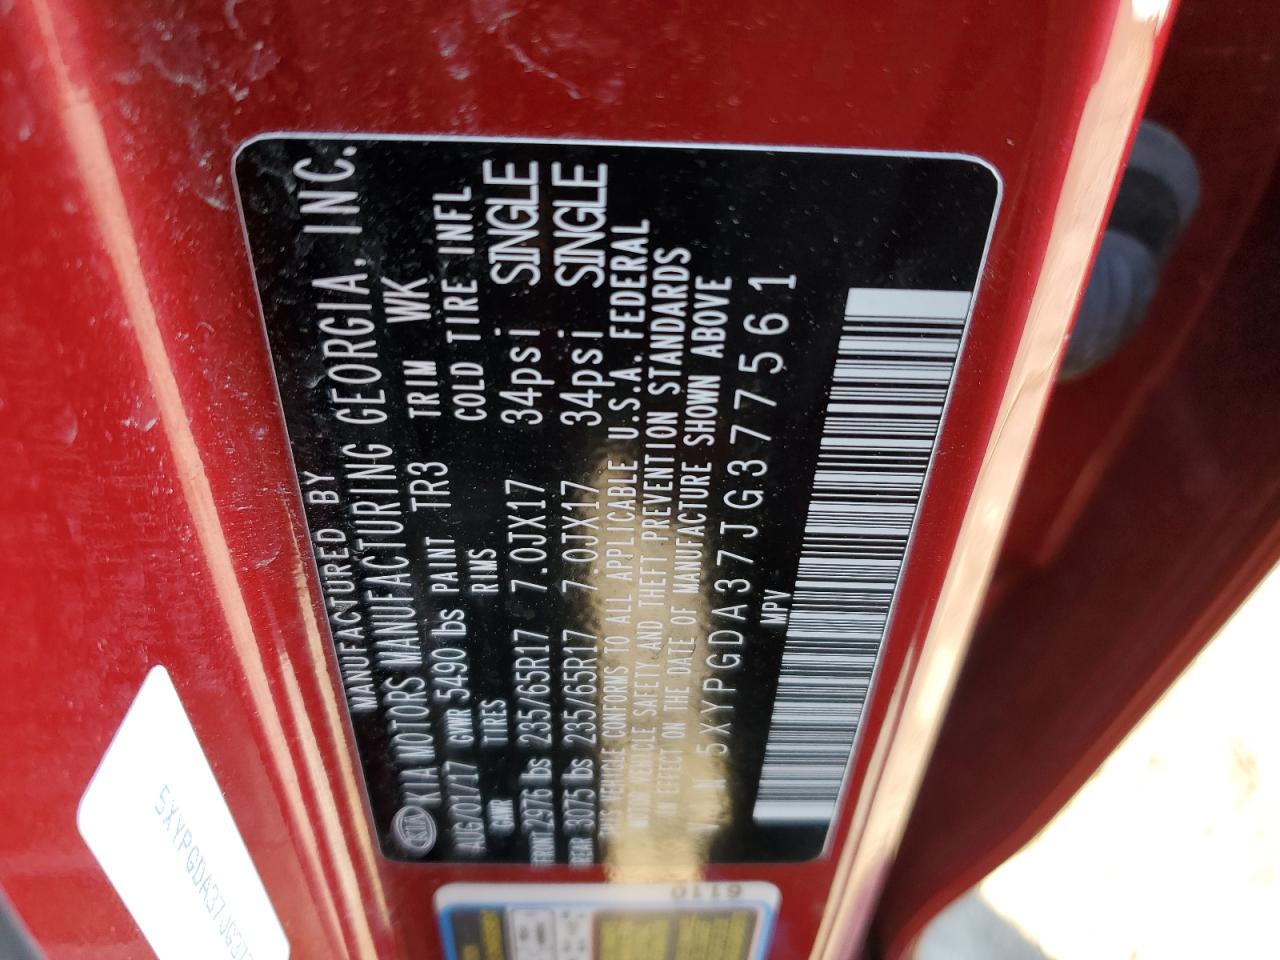 MANUFACTURED BY
KIA KIA MOTORS MANUFACTURING GEORGIA, INC.
AUG/01/17 GVWR 5490 lbs PAINT TR3 TRIM WK
GAWR TIRES RIMS COLD TIRE INFL
FRONT 2976 lbs 235/65R17 7.0JX17 34psi SINGLE
REAR 3075 lbs 235/65R17 7.0JX17 34psi SINGLE
THIS VEHICLE CONFORMS TO ALL APPLICABLE U.S.A. FEDERAL
MOTOR VEHICLE SAFETY AND THEFT PREVENTION STANDARDS
IN EFFECT ON THE DATE OF MANUFACTURE SHOWN ABOVE
V.I.N 5XYPGDA37JG377561
MPV
5XYPGDA37JG37
6110